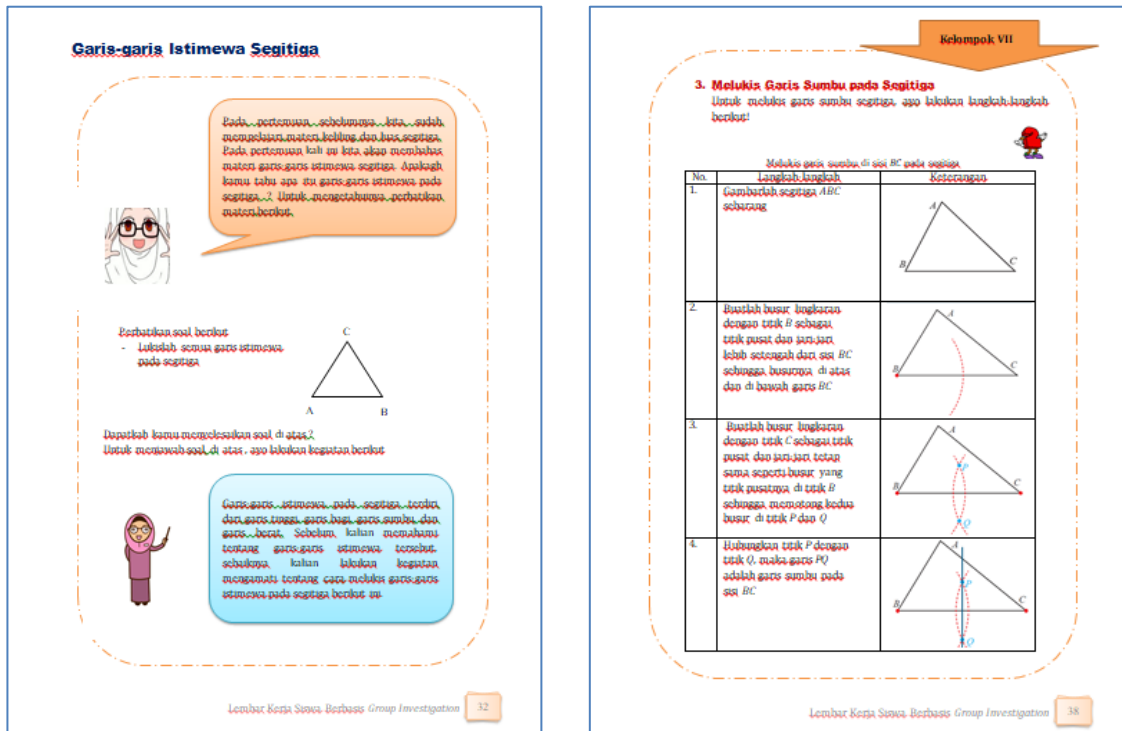 Garis-garis Istimewa Segitiga
Pada pertemuan sebelumnya kita sudah
mempelajari materi keliling dan luas segitiga.
Pada pertemuan kali ini kita akan membahas
materi garis-garis istimewa segitiga. Apakagh
kamu tahu apa itu garis-garis istimewa pada
segitiga ? Untuk mengetahuinya perhatikan
materi berikut.
Perhatikan soal berikut
- Lukislah semua garis istimewa
pada segitiga
C
A B
Dapatkah kamu menyelesaikan soal di atas ?
Untuk menjawab soal di atas , ayo lakukan kegiatan berikut
Garis-garis istimewa pada segitiga terdiri
dari garis tinggi, garis bagi, garis sumbu, dan
garis berat. Sebelum kalian memahami
tentang garis-garis istimewa tersebut,
sebaiknya kalian lakukan kegiatan
mengamati tentang cara melukis garis-garis
istimewa pada segitiga berikut ini.
Lembar Kerja Siswa Berbasis Group Investigation 32
Kelompok VII
3. Melukis Garis Sumbu pada Segitiga
Untuk melukis garis sumbu segitiga, ayo lakukan langkah-langkah
berikut!
Melukis garis sumbu di sisi BC pada segitiga
No. Langkah-langkah Keterangan
1. Gambarlah segitiga ABC
sebarang
A
B C
2. Buatlah busur lingkaran
dengan titik B sebagai
titik pusat dan jari-jari
lebih setengah dari sisi BC
sehingga busurnya di atas
dan di bawah garis BC
A
B C
3. Buatlah busur lingkaran
dengan titik C sebagai titik
pusat dan jari-jari tetap
sama seperti busur yang
titik pusatnya di titik B
sehingga memotong kedua
busur di titik P dan Q
A
P
B C
Q
4. Hubungkan titik P dengan
titik Q, maka garis PQ
adalah garis sumbu pada
sisi BC
A
P
B C
Q
Lembar Kerja Siswa Berbasis Group Investigation 38